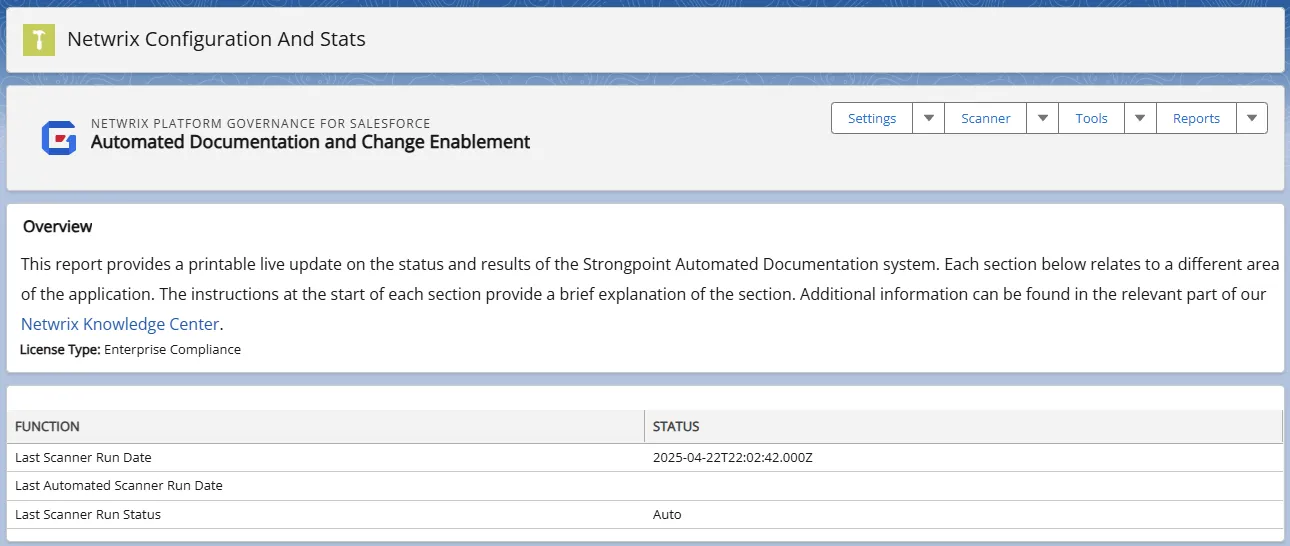 Netwrix Configuration And Stats
NETWRIX PLATFORM GOVERNANCE FOR SALESFORCE
Automated Documentation and Change Enablement
Settings Scanner Tools Reports
Overview
This report provides a printable live update on the status and results of the Strongpoint Automated Documentation system. Each section below relates to a different area
of the application. The instructions at the start of each section provide a brief explanation of the section. Additional information can be found in the relevant part of our
Netwrix Knowledge Center.
License Type: Enterprise Compliance
FUNCTION STATUS
Last Scanner Run Date 2025-04-22T22:02:42.000Z
Last Automated Scanner Run Date
Last Scanner Run Status Auto